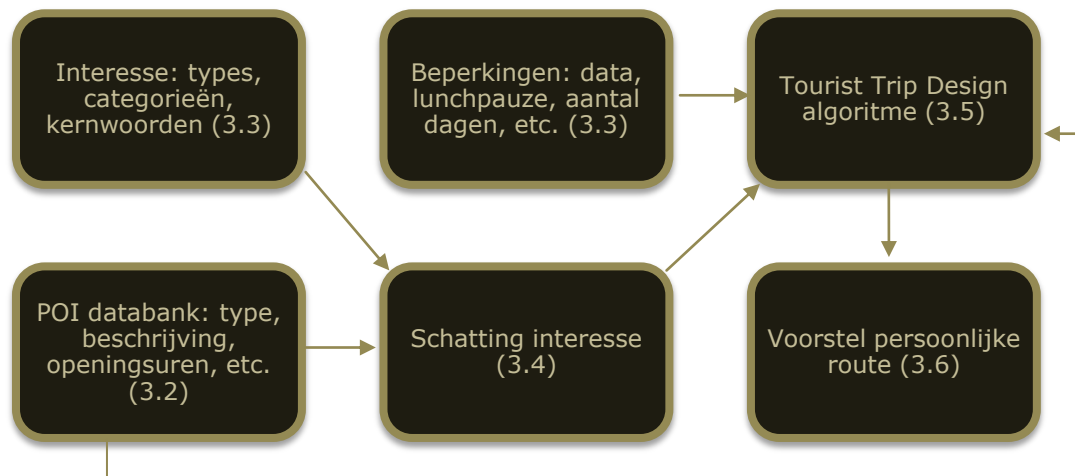 Interesse: types,
categorieën,
kernwoorden (3.3)
Beperkingen: data,
lunchpauze, aantal
dagen, etc. (3.3)
Tourist Trip Design
algoritme (3.5)
POI databank: type,
beschrijving,
openingsuren, etc.
(3.2)
Schatting interesse
(3.4)
Voorstel persoonlijke
route (3.6)